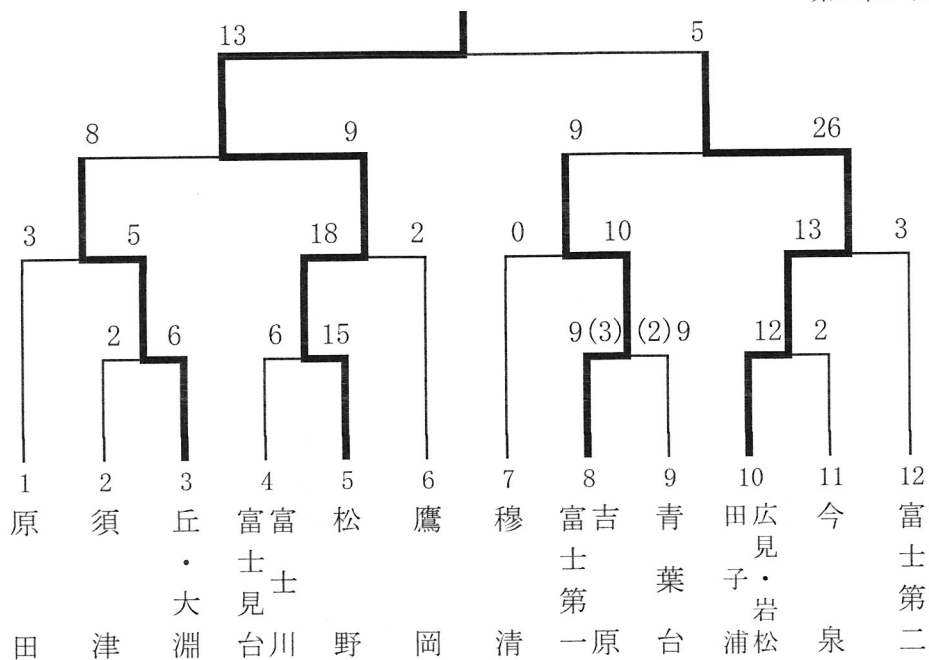 13 5
8 9 9 26
3 5 18 2 0 10 13 3
2 6 6 15 9(3) (2)9 12 2
1 2 3 4 5 6 7 8 9 10 11 12
原田
須津
丘・大淵
富士川
富士見台
松野
鷹岡
穆清
吉原
富士第一
青葉台
広見・岩松
田子浦
今泉
富士第二